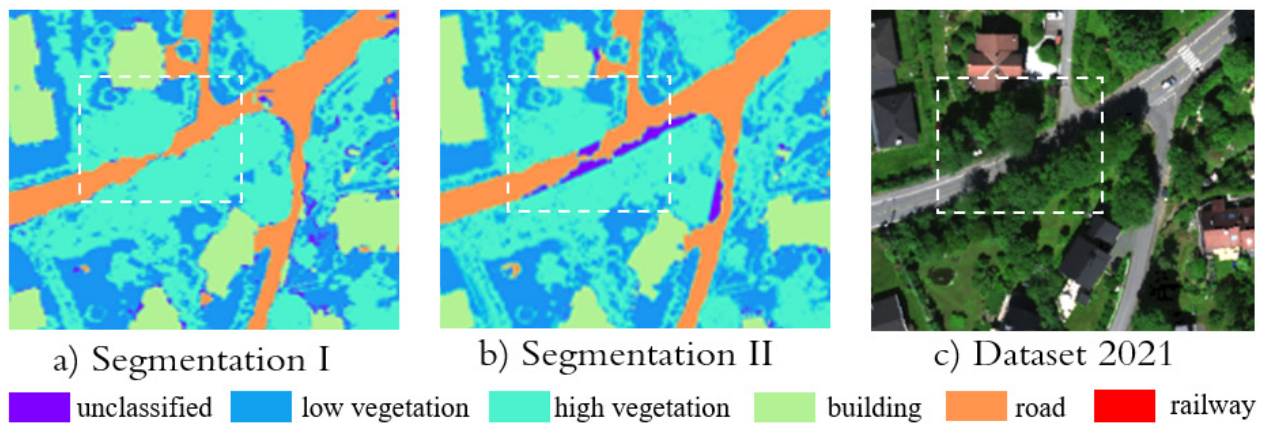 a) Segmentation I
b) Segmentation II
c) Dataset 2021
unclassified
low vegetation
high vegetation
building
road
railway